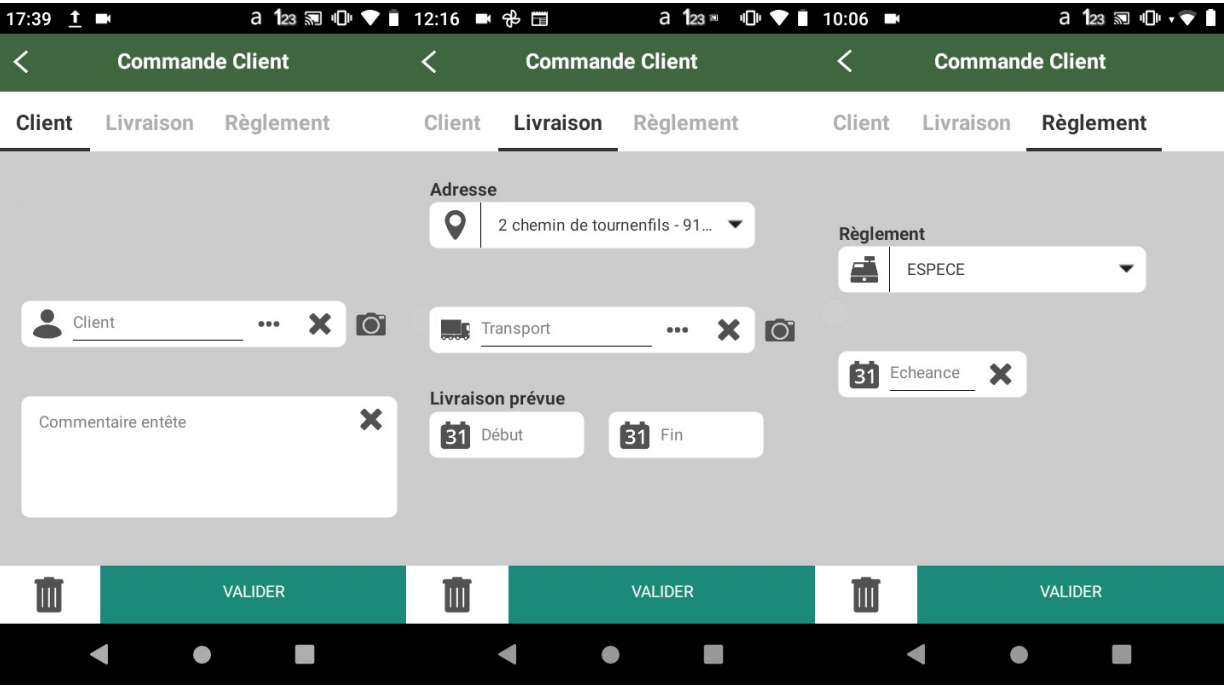 17:39 a 123
Commande Client
Client Livraison Règlement
Client ...
Commentaire entête
VALIDER
12:16 a 123
Commande Client
Client Livraison Règlement
Adresse
2 chemin de tournenfils - 91...
Transport ...
Livraison prévue
31 Début 31 Fin
VALIDER
10:06 a 123
Commande Client
Client Livraison Règlement
Règlement
ESPECE
31 Echeance
VALIDER